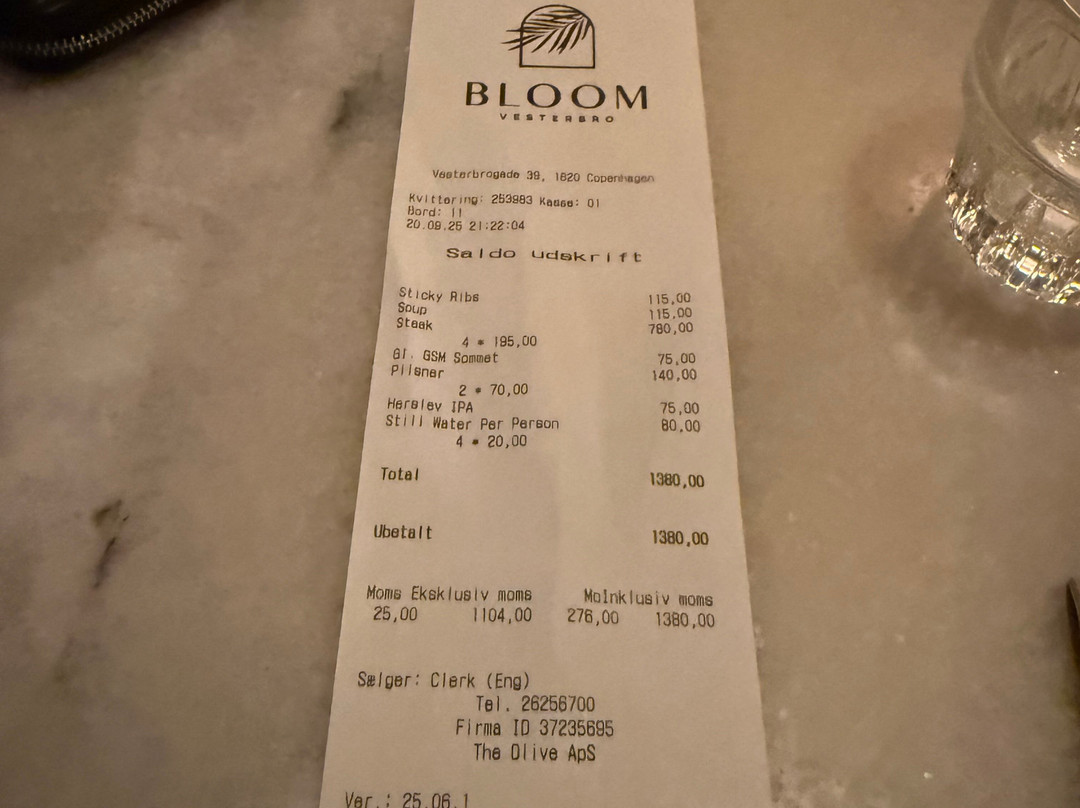 BLOOM
VESTERBRO
Vesterbrogade 39, 1620 Copenhagen
Kvittering: 253983 Kasse: 01
Bord: 11
20.09.25 21:22:04
Saldo udskrift
Sticky Ribs 115,00
Soup 115,00
Steak 780,00
4 * 195,00
Gl. GSM Sommet 75,00
Pilsner 140,00
2 * 70,00
Herslev IPA 75,00
Still Water Per Person 80,00
4 * 20,00
Total 1380,00
Ubetalt 1380,00
Moms Eksklusiv moms MoInklusiv moms
25,00 1104,00 276,00 1380,00
Sælger: Clerk (Eng)
Tel. 26256700
Firma ID 37235695
The Olive ApS
Ver.: 25.06.1